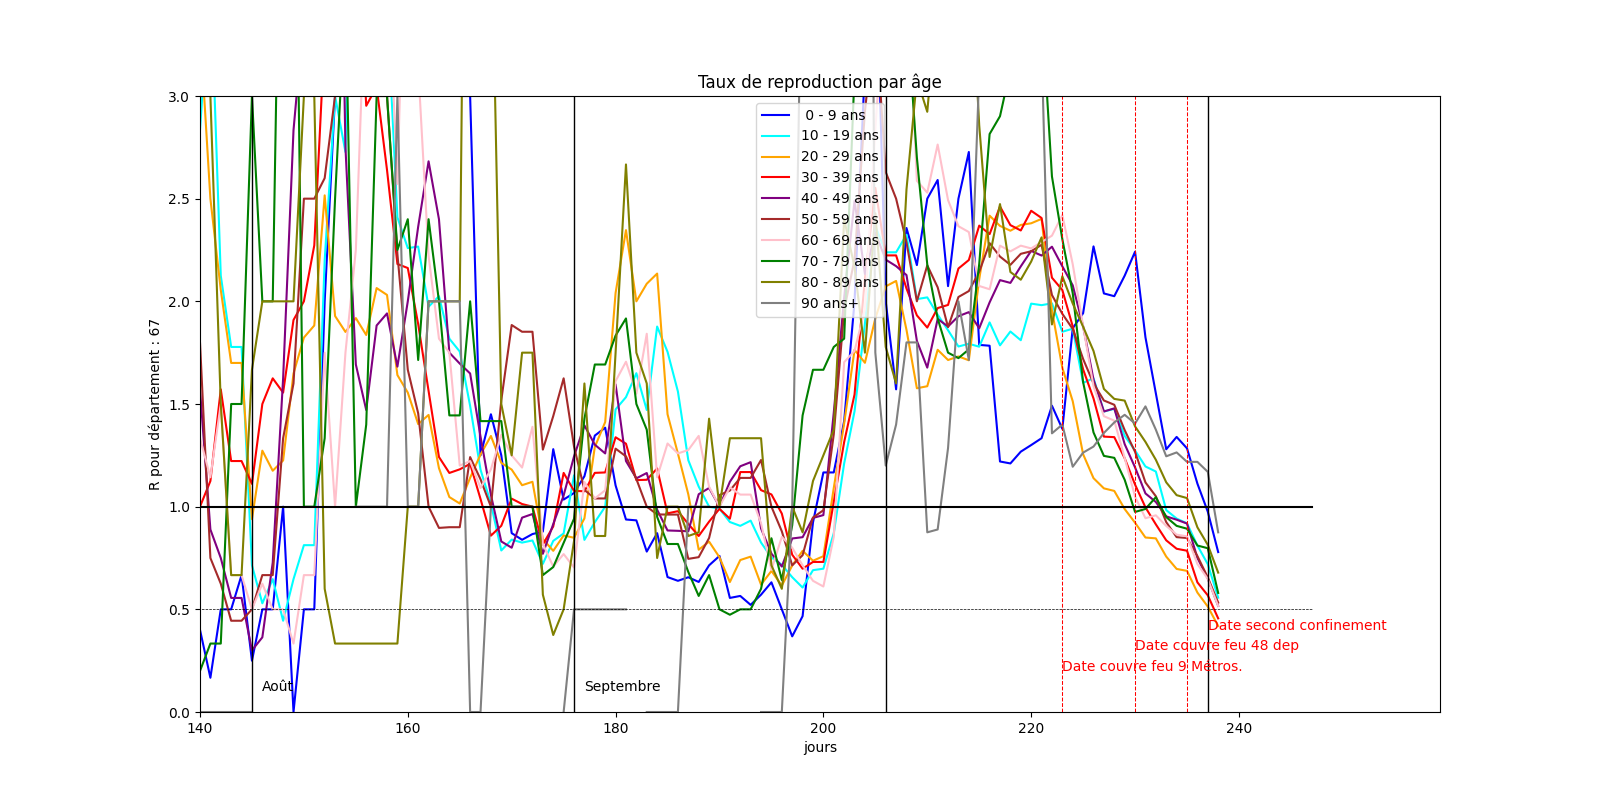 Taux de reproduction par âge
R pour département : 67
3.0
2.5
2.0
1.5
1.0
0.5
0.0
0 - 9 ans
10 - 19 ans
20 - 29 ans
30 - 39 ans
40 - 49 ans
50 - 59 ans
60 - 69 ans
70 - 79 ans
80 - 89 ans
90 ans+
Date second confinement
Date couvre feu 48 dep
Date couvre feu 9 Métros.
Août
Septembre
140
160
180
200
220
240
jours